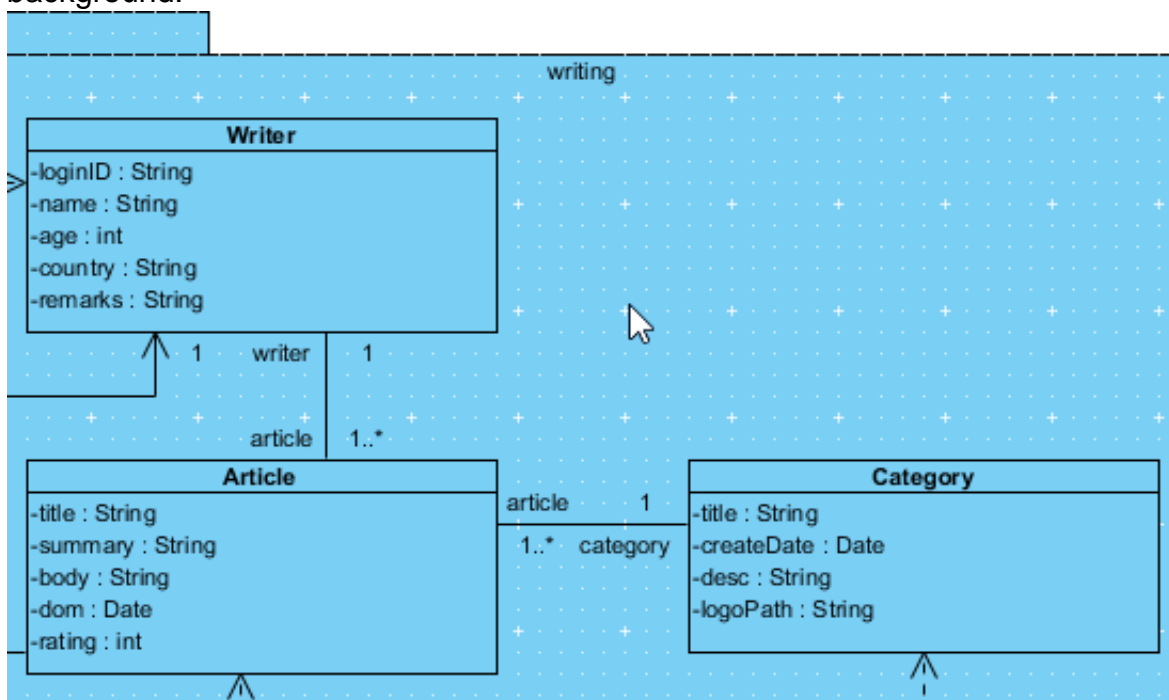 writing
Writer
-loginID : String
-name : String
-age : int
-country : String
-remarks : String
1 writer 1
article 1..*
Article
-title : String
-summary : String
-body : String
-dom : Date
-rating : int
article 1
1..* category
Category
-title : String
-createDate : Date
-desc : String
-logoPath : String